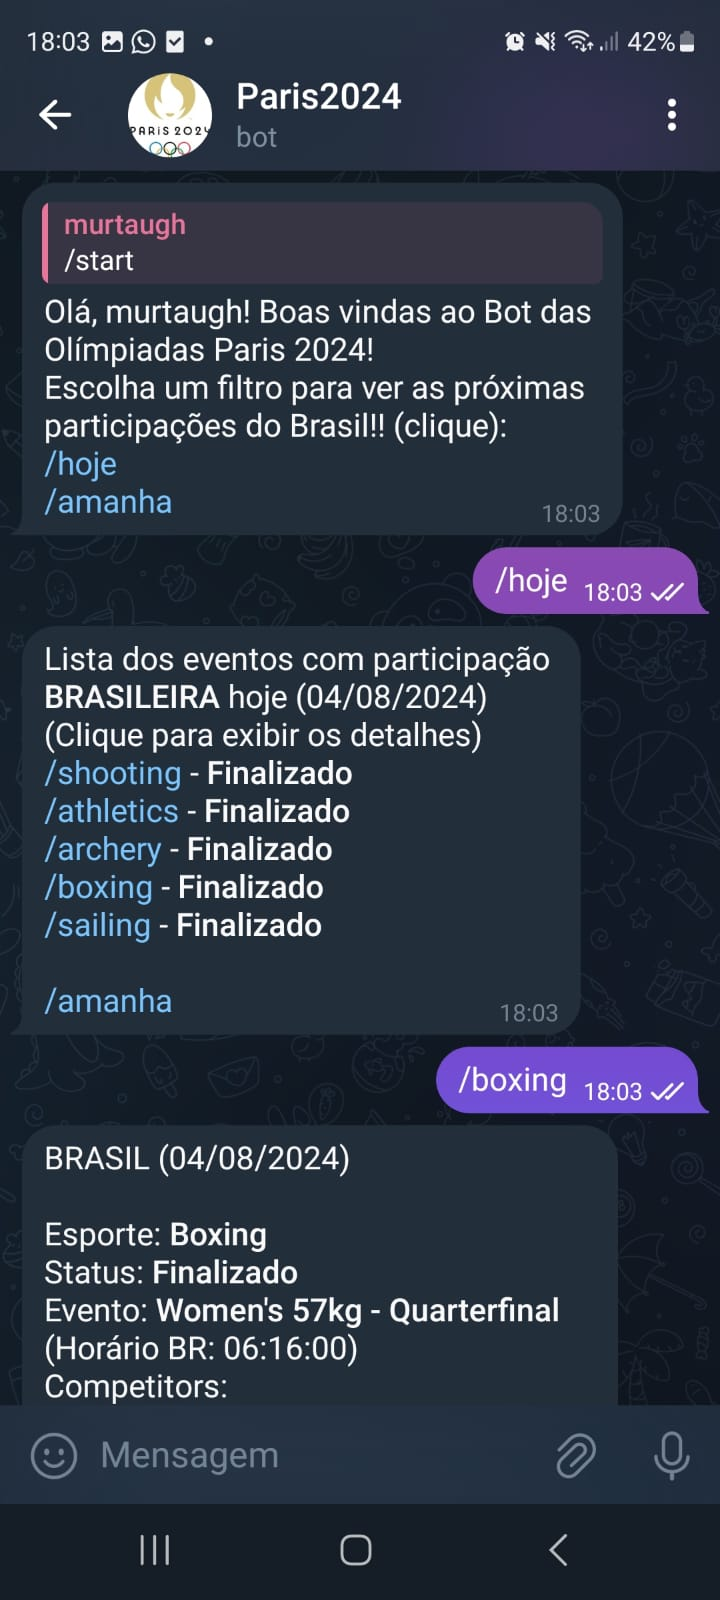 18:03
42%
Paris2024
bot
PARIS 2024
murtaugh
/start
Olá, murtaugh! Boas vindas ao Bot das
Olímpiadas Paris 2024!
Escolha um filtro para ver as próximas
participações do Brasil!! (clique):
/hoje
/amanha
18:03
/hoje 18:03
Lista dos eventos com participação
BRASILEIRA hoje (04/08/2024)
(Clique para exibir os detalhes)
/shooting - Finalizado
/athletics - Finalizado
/archery - Finalizado
/boxing - Finalizado
/sailing - Finalizado
/amanha
18:03
/boxing 18:03
BRASIL (04/08/2024)
Esporte: Boxing
Status: Finalizado
Evento: Women's 57kg - Quarterfinal
(Horário BR: 06:16:00)
Competitors:
Mensagem